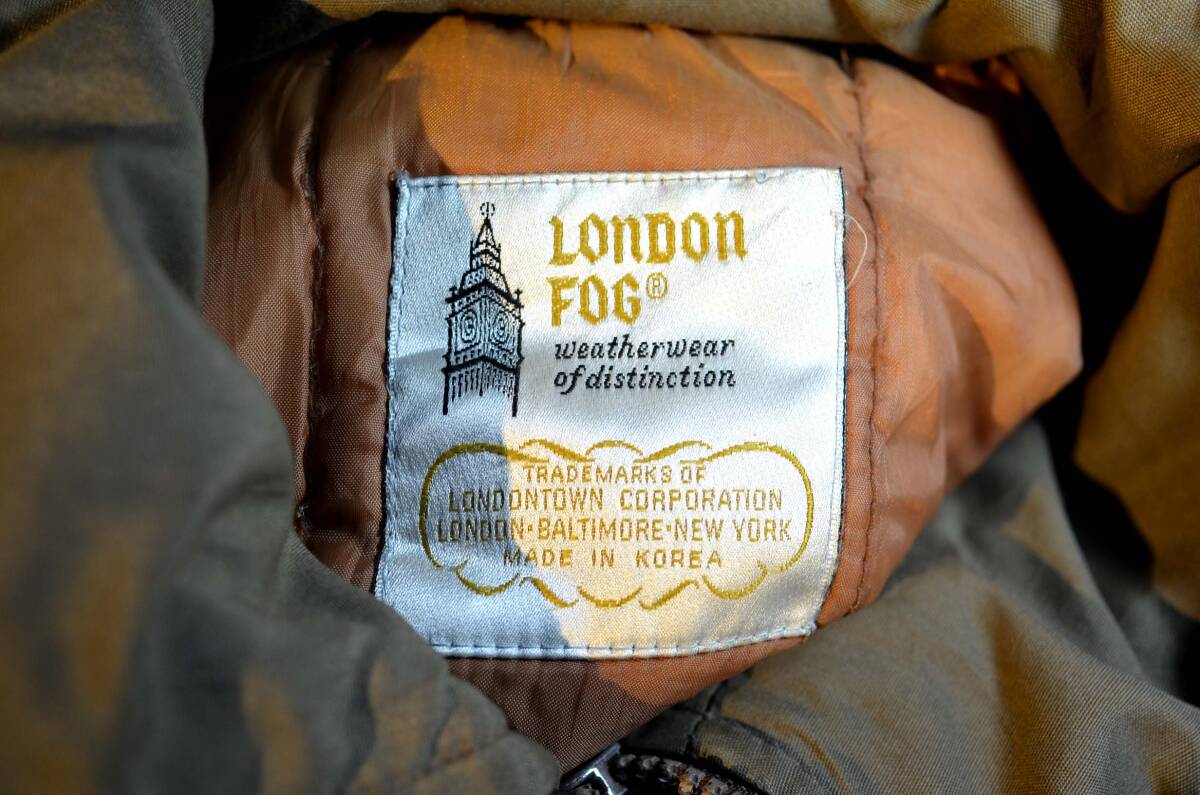 LONDON
FOG®
weatherwear
of distinction
TRADEMARKS OF
LONDONTOWN CORPORATION
LONDON·BALTIMORE·NEW YORK
MADE IN KOREA